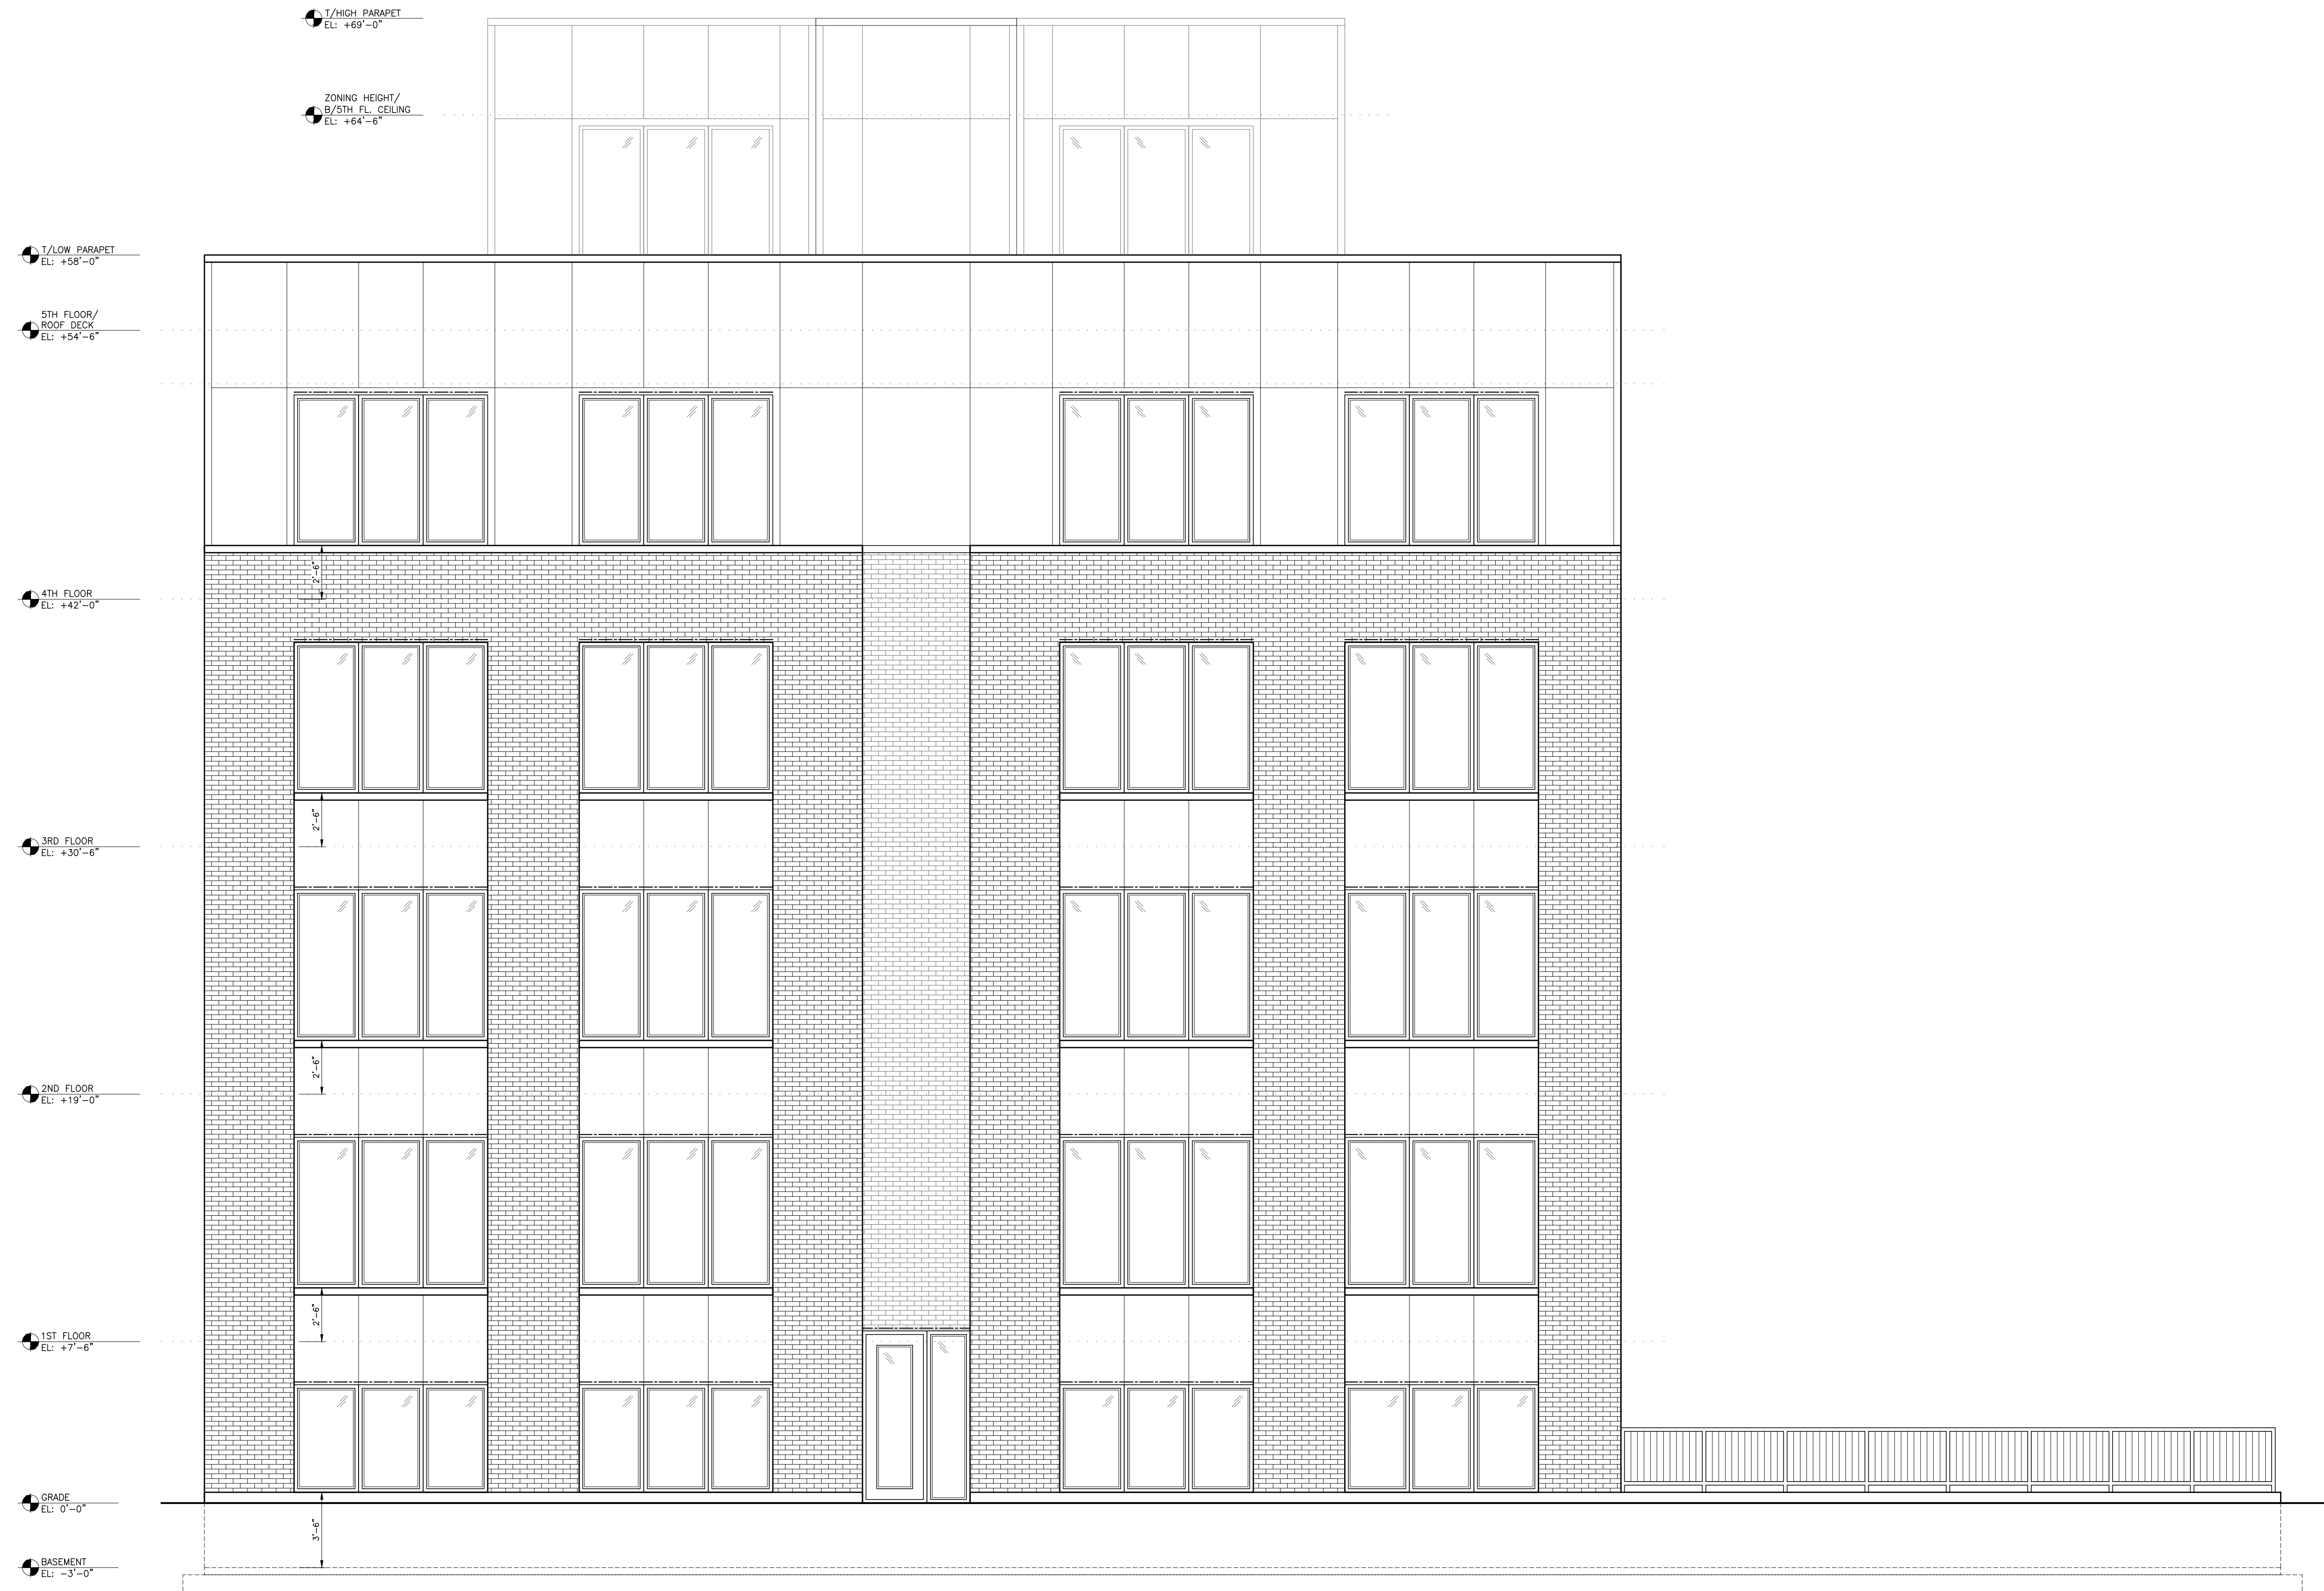 T/HIGH PARAPET
EL: +69'-0"
ZONING HEIGHT/
B/5TH FL. CEILING
EL: +64'-6"
T/LOW PARAPET
EL: +58'-0"
5TH FLOOR/
ROOF DECK
EL: +54'-6"
2'-6"
4TH FLOOR
EL: +42'-0"
2'-6"
3RD FLOOR
EL: +30'-6"
2'-6"
2ND FLOOR
EL: +19'-0"
2'-6"
1ST FLOOR
EL: +7'-6"
GRADE
EL: 0'-0"
3'-6"
BASEMENT
EL: -3'-0"